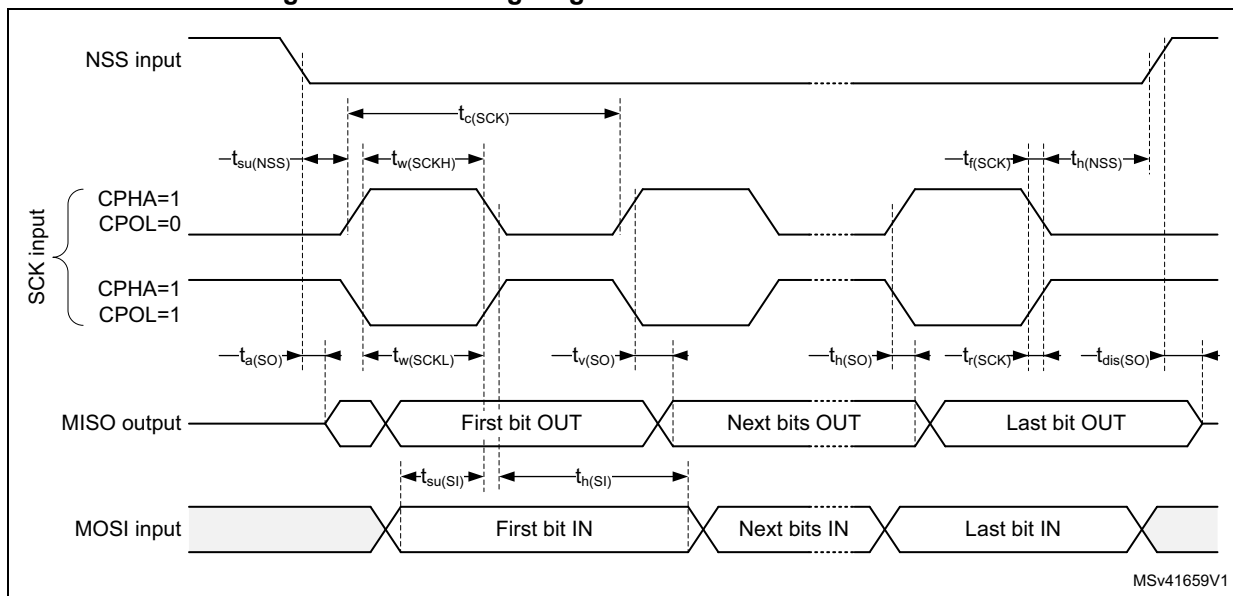 NSS input
tc(SCK)
tsu(NSS) tw(SCKH) tf(SCK) th(NSS)
CPHA=1
CPOL=0
SCK input
CPHA=1
CPOL=1
ta(SO) tw(SCKL) tv(SO) th(SO) tr(SCK) tdis(SO)
MISO output First bit OUT Next bits OUT Last bit OUT
tsu(SI) th(SI)
MOSI input First bit IN Next bits IN Last bit IN
MSv41659V1